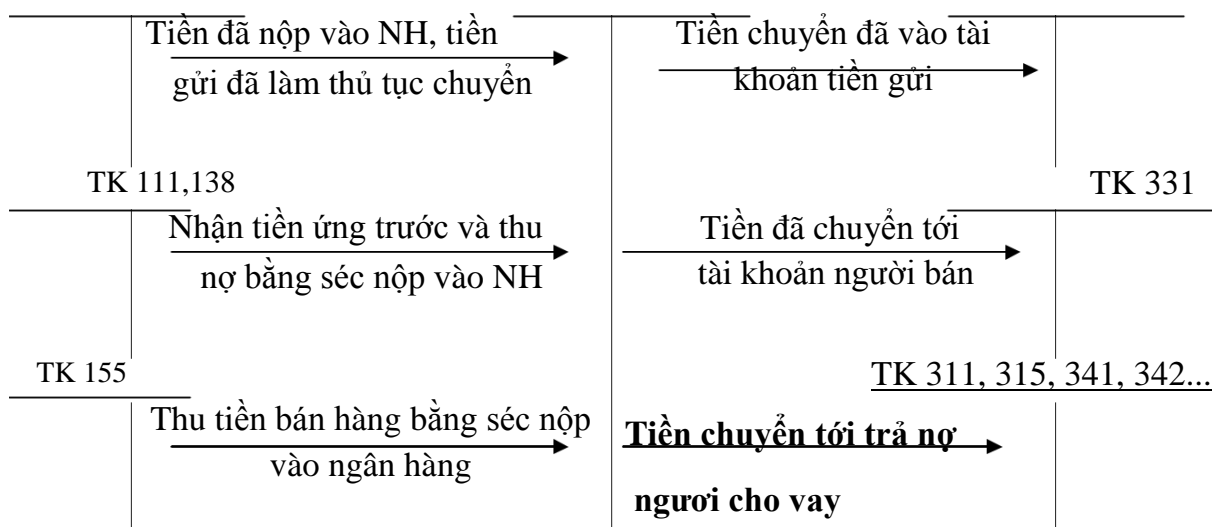 Tiền đã nộp vào NH, tiền
gửi đã làm thủ tục chuyển
Tiền chuyển đã vào tài
khoản tiền gửi
TK 111,138
TK 331
Nhận tiền ứng trước và thu
nợ bằng séc nộp vào NH
Tiền đã chuyển tới
tài khoản người bán
TK 155
TK 311, 315, 341, 342...
Thu tiền bán hàng bằng séc nộp
vào ngân hàng
Tiền chuyển tới trả nợ
ngươi cho vay